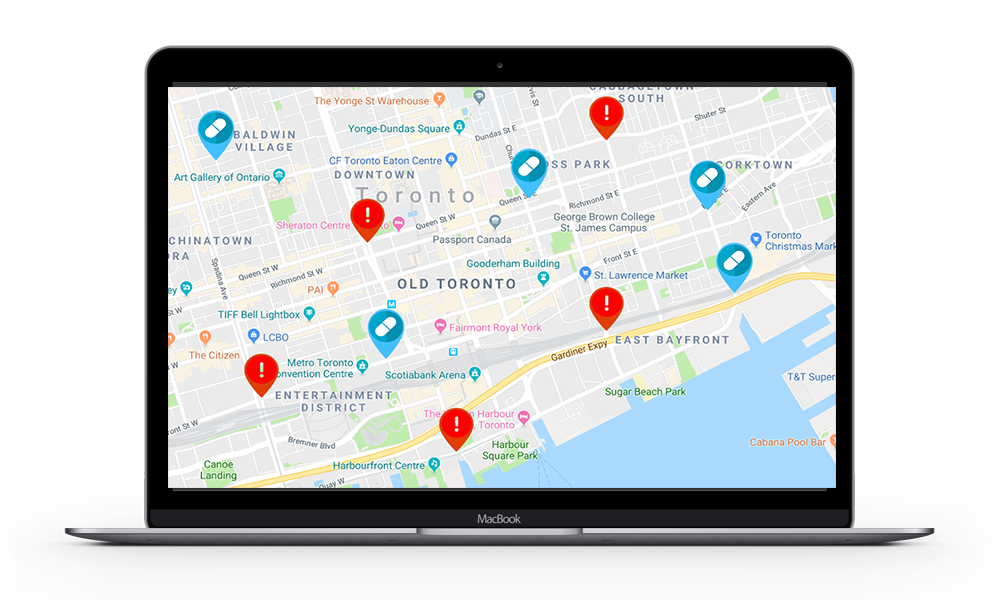 CABBAGETOWN
SOUTH
The Yonge St Warehouse
Shuter St
Yonge-Dundas Square
Dundas St E
BALDWIN
VILLAGE
CF Toronto Eaton Centre
DOWNTOWN
Toronto
OSS PARK
CORKTOWN
Art Gallery of Ontario
Queen St E
Eastern Ave
Richmond St E
Sheraton Centre
Queen St W
George Brown College
St. James Campus
CHINATOWN
Passport Canada
Toronto
Christmas Mark
Front St E
Spadina Ave
Queen St W
Richmond St W
Gooderham Building
St. Lawrence Market
OLD TORONTO
PAI
M
TIFF Bell Lightbox
Fairmont Royal York
LCBO
EAST BAYFRONT
The Citizen
Gardiner Expy
Metro Toronto
onvention Centre
Scotiabank Arena
T&T Super
Sugar Beach Park
ENTERTAINMENT
DISTRICT
Harbour
Toronto
ont St W
Bremner Blvd
Cabana Pool Bar
Harbour
Square Park
Canoe
Landing
Harbourfront Centre
Quay W
MacBook